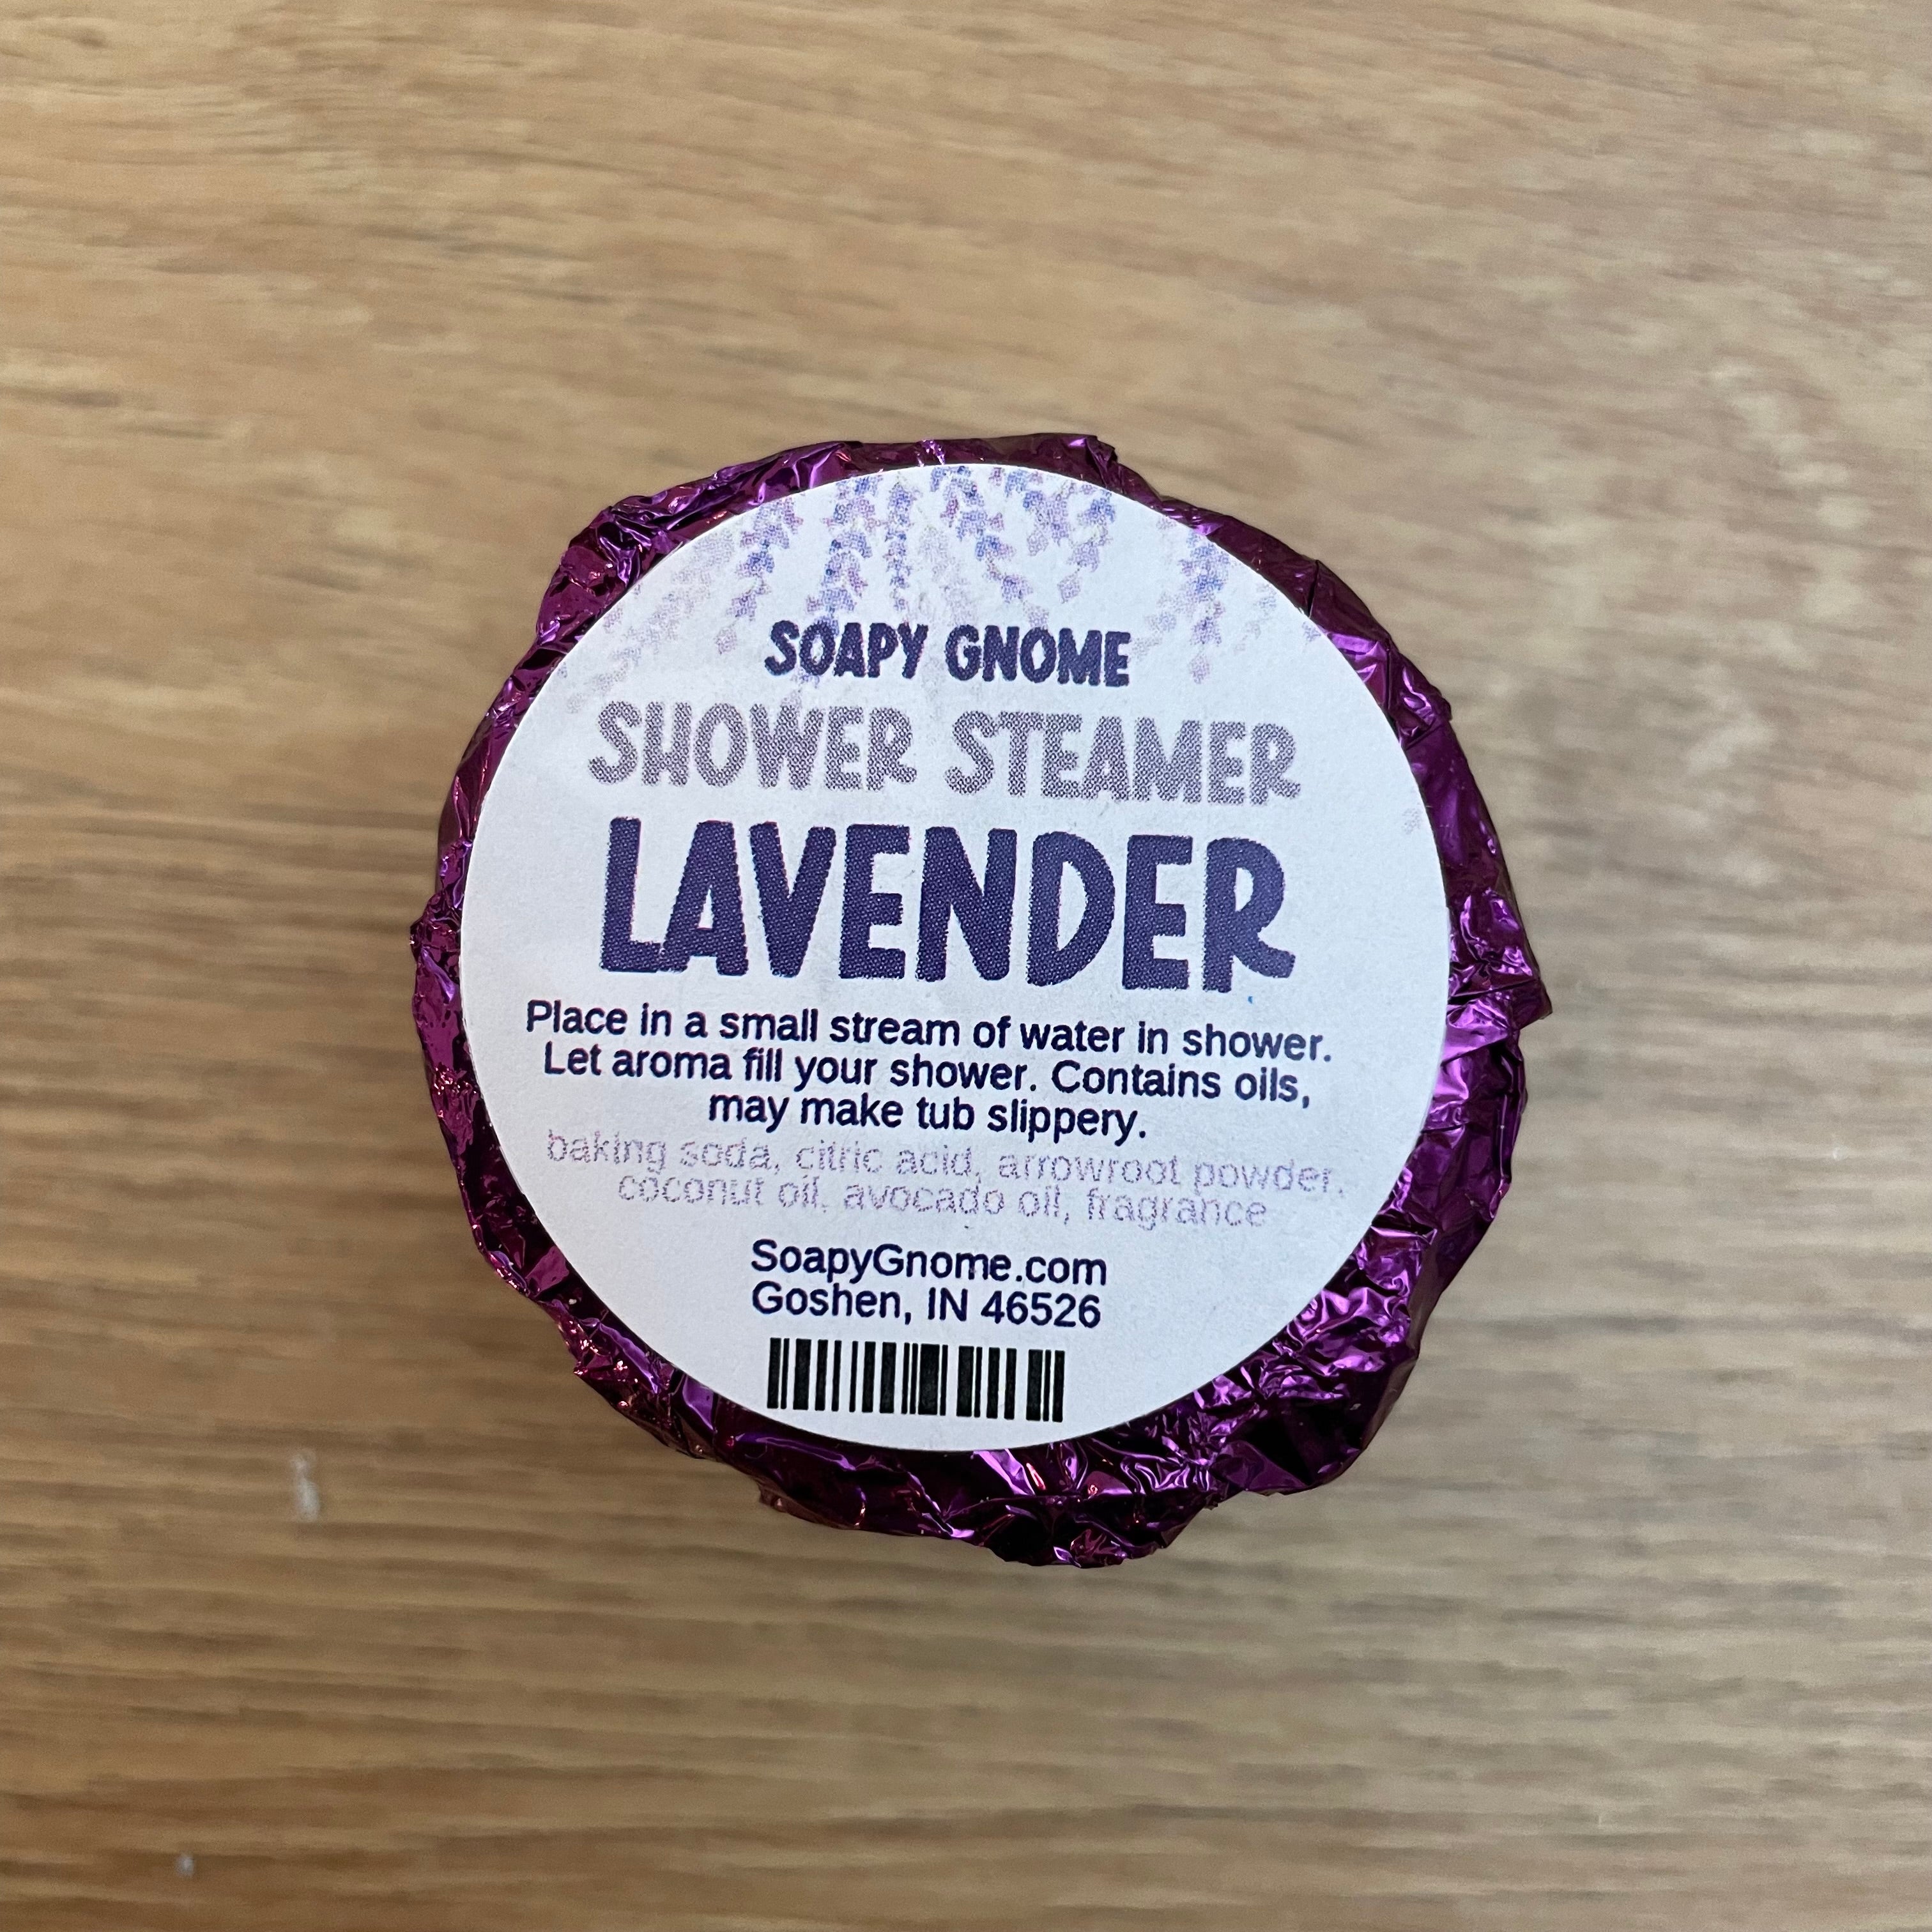 SOAPY GNOME
SHOWER STEAMER
LAVENDER
Place in a small stream of water in shower.
Let aroma fill your shower. Contains oils,
may make tub slippery.
baking soda, citric acid, arrowroot powder,
coconut oil, avocado oil, fragrance
SoapyGnome.com
Goshen, IN 46526